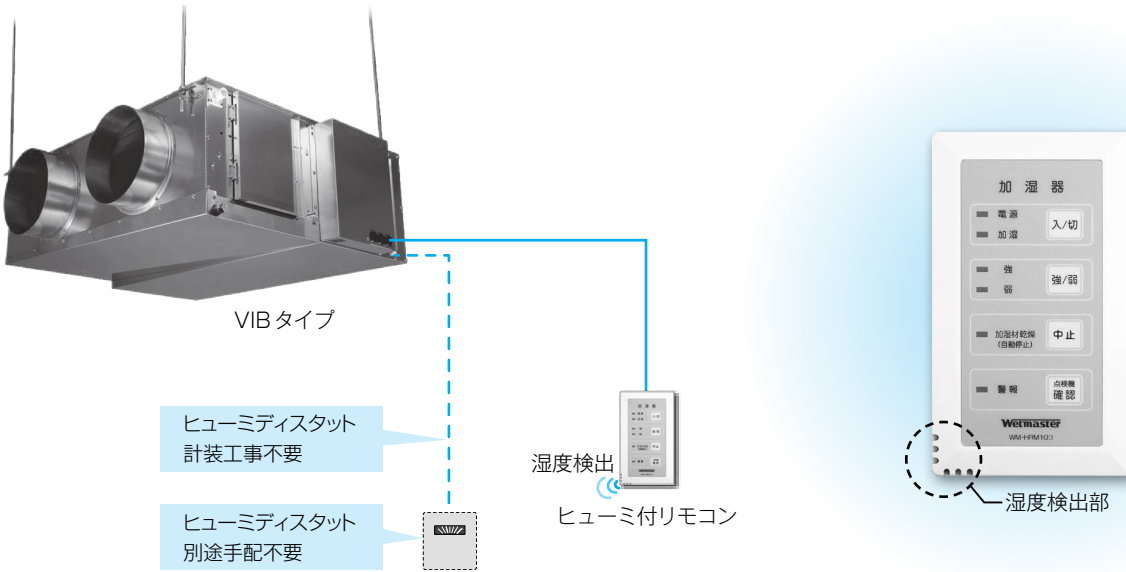 VIBタイプ
ヒューミディスタット
計装工事不要
ヒューミディスタット
別途手配不要
湿度検出
ヒューミ付リモコン
加湿器
電源
加湿
入/切
強
弱
強/弱
加湿材乾燥
(自動停止)
中止
警報
点検機
確認
Wetmaster
WM-HRM103
湿度検出部